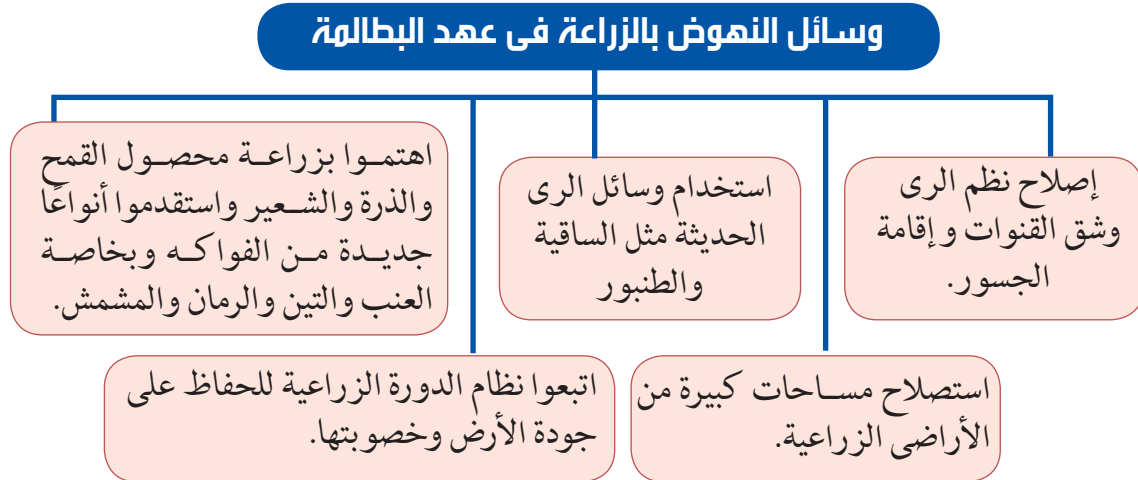 وسائل النهوض بالزراعة فى عهد البطالمة
إصلاح نظم الرى
وشق القنوات وإقامة
الجسور.
استصلاح مساحات كبيرة من
الأراضى الزراعية.
استخدام وسائل الرى
الحديثة مثل الساقية
والطنبور
اتبعوا نظام الدورة الزراعية للحفاظ على
جودة الأرض وخصوبتها.
اهتموا بزراعة محصول القمح
والذرة والشعير واستقدموا أنواعًا
جديدة من الفواكه وبخاصة
العنب والتين والرمان والمشمش.